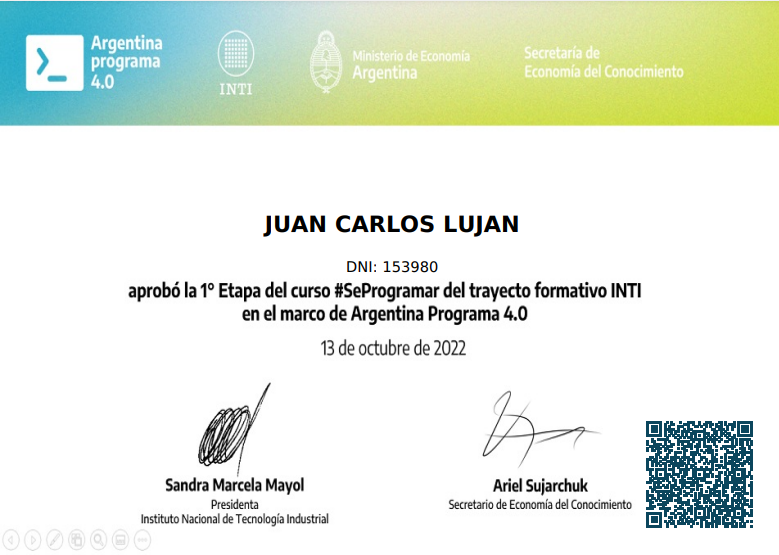 Argentina
programa
4.0
INTI
Ministerio de Economía
Argentina
Secretaría de
Economía del Conocimiento
JUAN CARLOS LUJAN
DNI: 153980
aprobó la 1° Etapa del curso #SeProgramar del trayecto formativo INTI
en el marco de Argentina Programa 4.0
13 de octubre de 2022
Sandra Marcela Mayol
Presidenta
Instituto Nacional de Tecnología Industrial
Ariel Sujarchuk
Secretario de Economía del Conocimiento